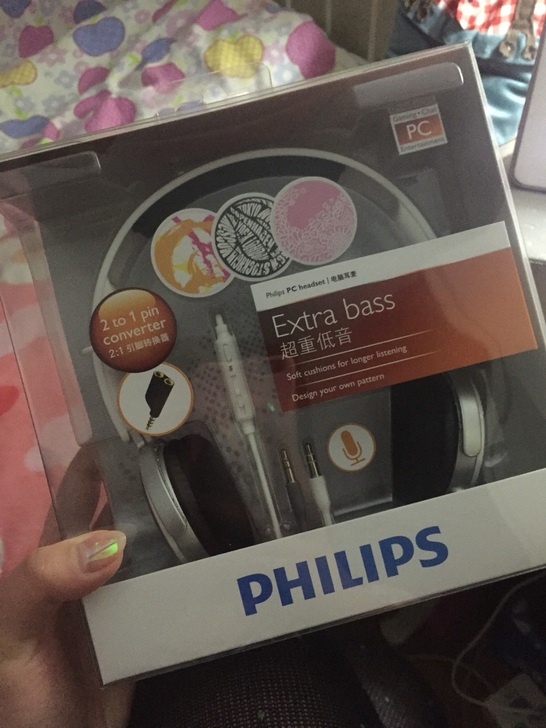 Gaming • Chat
PC
Entertainment
Philips PC headset | 电脑耳麦
Extra bass
超重低音
Soft cushions for longer listening
Design your own pattern
2 to 1 pin
converter
2:1 引脚转换器
PHILIPS